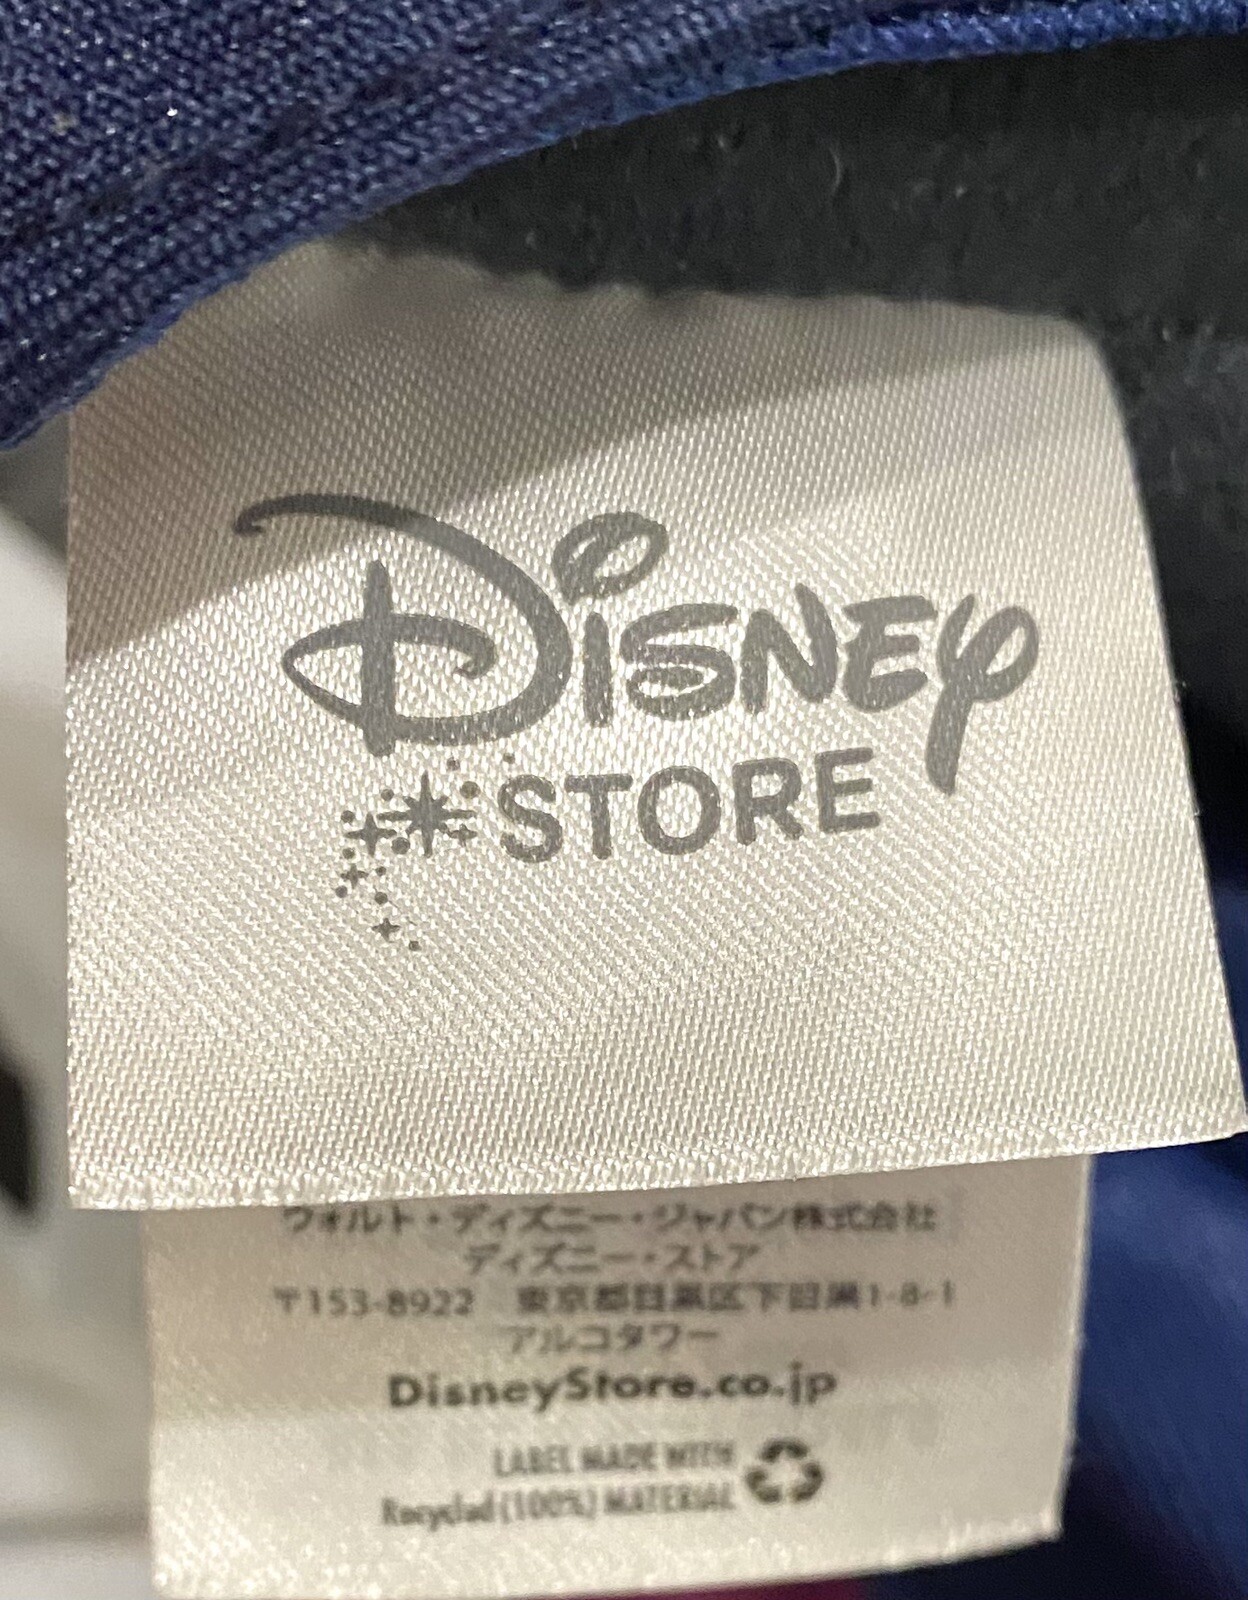 Disney
STORE
ウォルト・ディズニー・ジャパン株式会社
ディズニー・ストア
〒153-8922 東京都目黒区下目黒1-8-1
アルコタワー
DisneyStore.co.jp
LABEL MADE WITH
Recycled (100%) MATERIAL